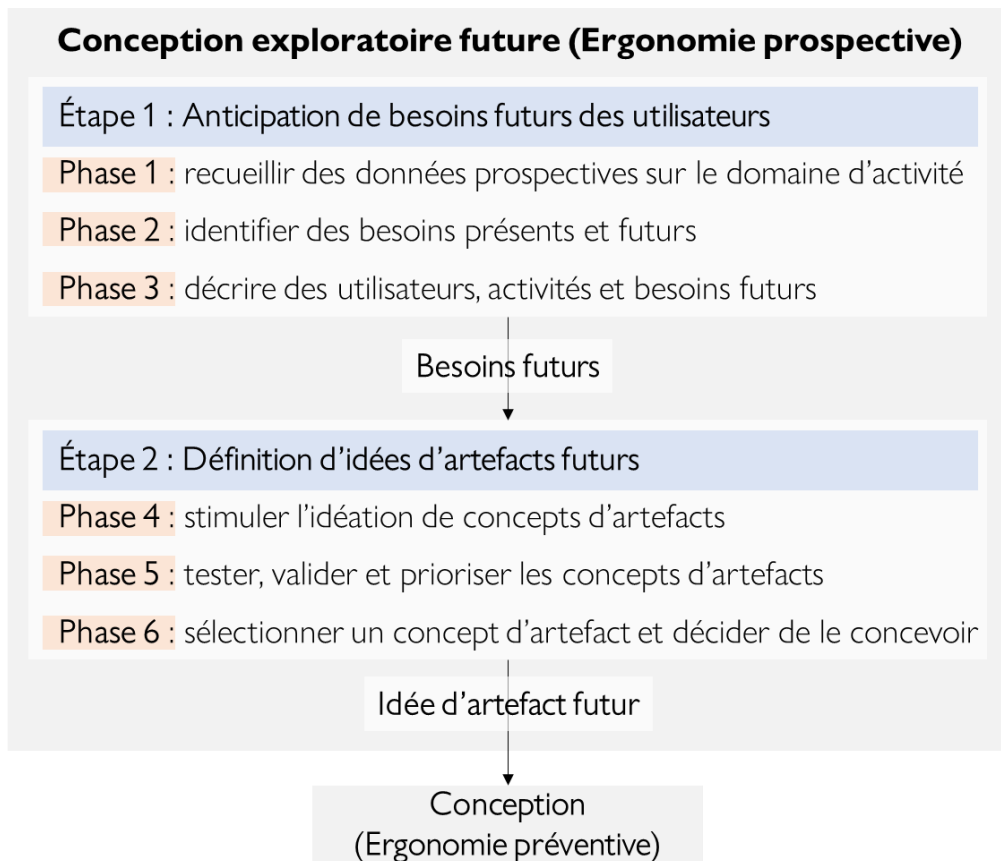 Conception exploratoire future (Ergonomie prospective)
Étape 1 : Anticipation de besoins futurs des utilisateurs
Phase 1 : recueillir des données prospectives sur le domaine d’activité
Phase 2 : identifier des besoins présents et futurs
Phase 3 : décrire des utilisateurs, activités et besoins futurs
Besoins futurs
Étape 2 : Définition d’idées d’artefacts futurs
Phase 4 : stimuler l’idéation de concepts d’artefacts
Phase 5 : tester, valider et prioriser les concepts d’artefacts
Phase 6 : sélectionner un concept d’artefact et décider de le concevoir
Idée d’artefact futur
Conception
(Ergonomie préventive)